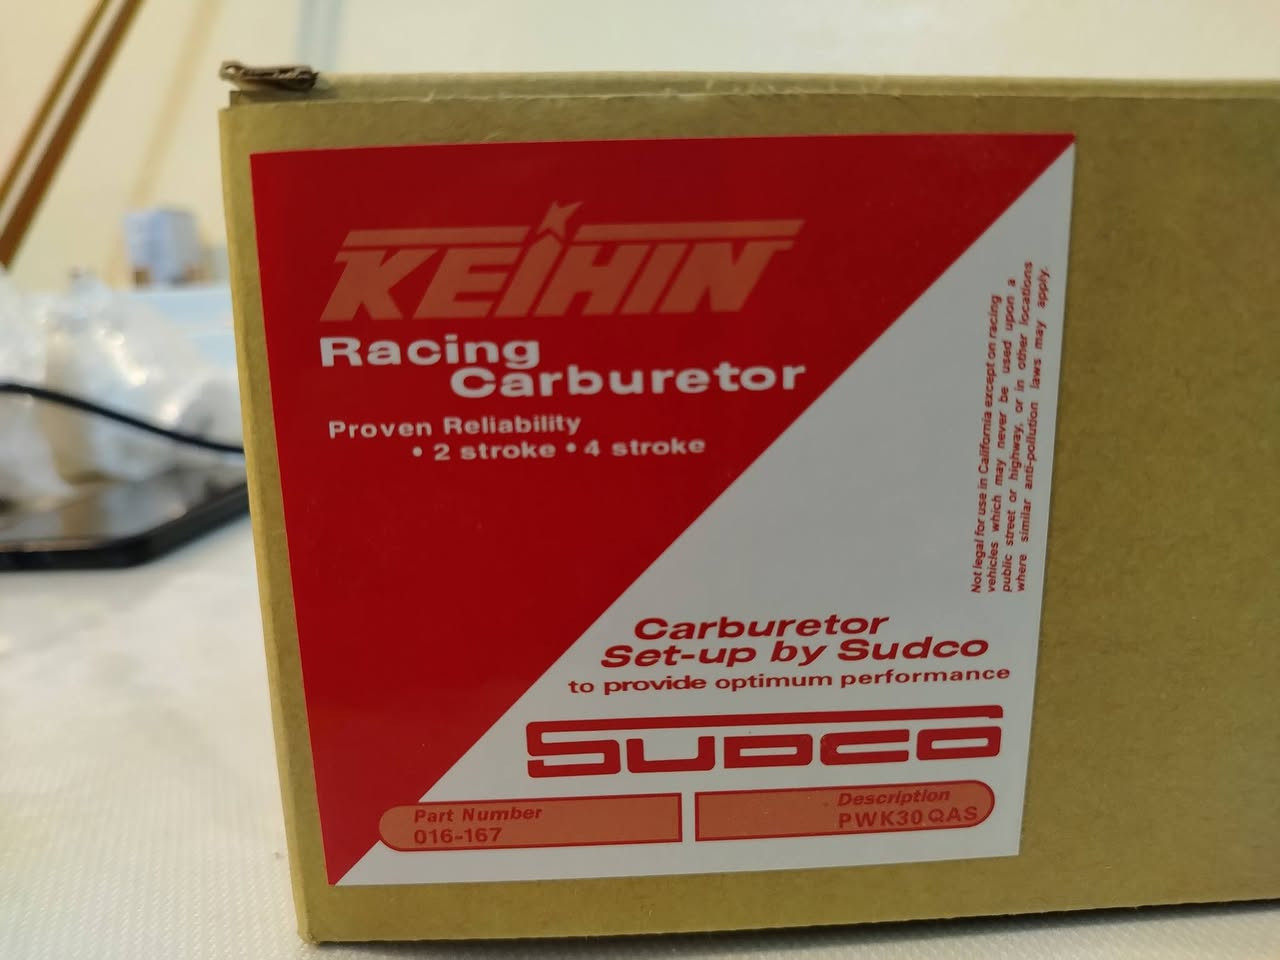 KEIHIN
Racing
Carburetor
Proven Reliability
• 2 stroke • 4 stroke
Not legal for use in California except on racing
vehicles which may never be used upon a
public street or highway, or in other locations
where similar anti-pollution laws may apply.
Carburetor
Set-up by Sudco
to provide optimum performance
SUDCO
Part Number
016-167
Description
PWK30QAS